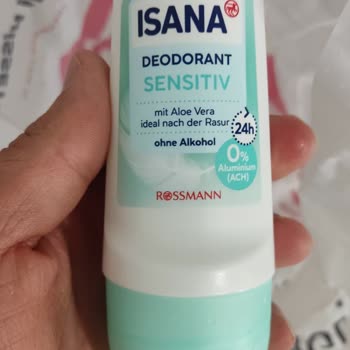 ISANA
DEODORANT
SENSITIV
mit Aloe Vera
ideal nach der Rasur
24h
ohne Alkohol
0%
Aluminium
(ACH)
ROSSMANN